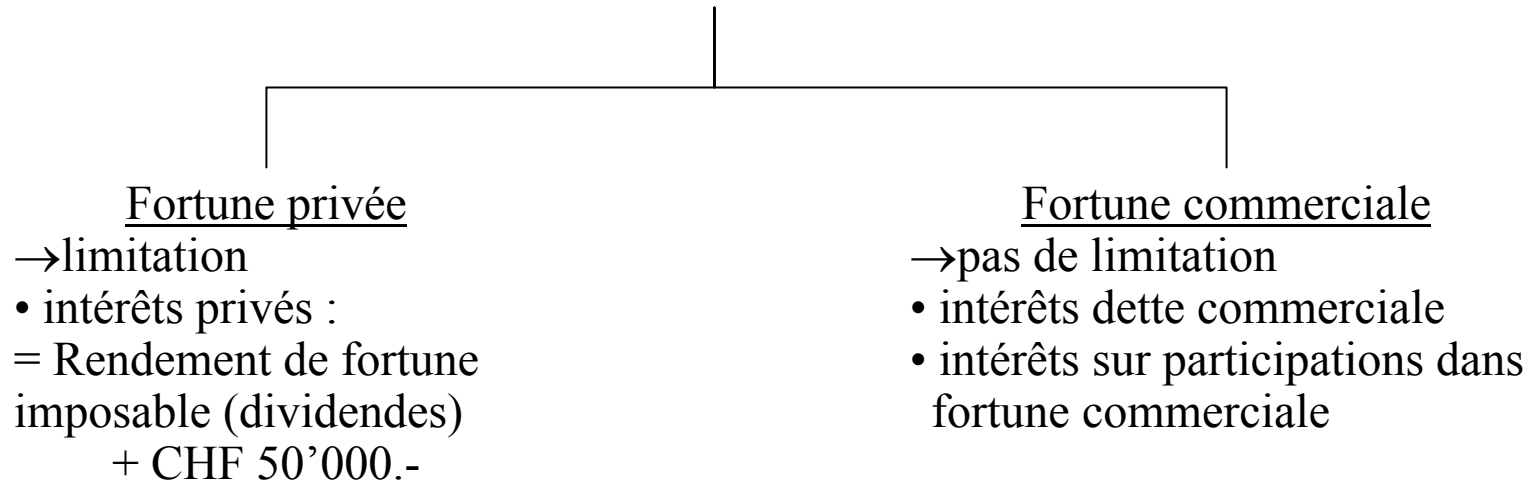 Fortune privée
→limitation
• intérêts privés :
= Rendement de fortune
imposable (dividendes)
+ CHF 50’000.-
Fortune commerciale
→pas de limitation
• intérêts dette commerciale
• intérêts sur participations dans
fortune commerciale